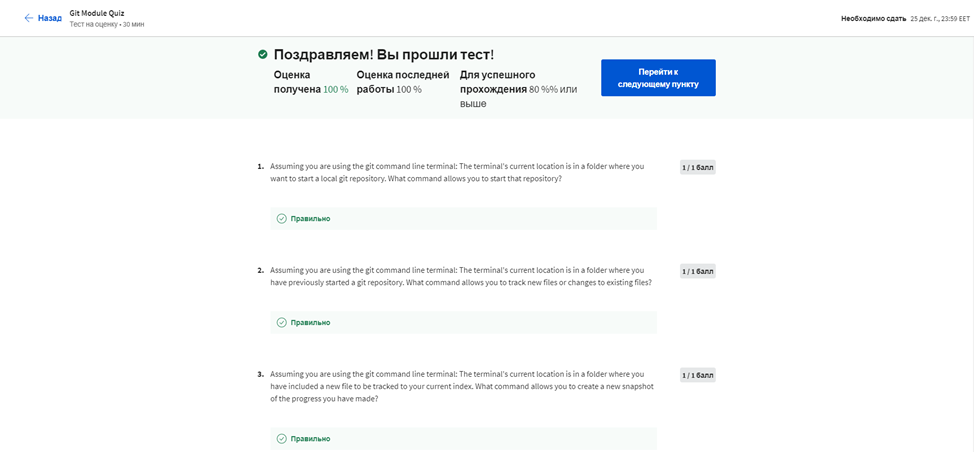 Назад
Git Module Quiz
Тест на оценку • 30 мин
Необходимо сдать 25 дек. г., 23:59 EET
Поздравляем! Вы прошли тест!
Оценка
получена 100 %
Оценка последней
работы 100 %
Для успешного
прохождения 80 %% или
выше
Перейти к
следующему пункту
1. Assuming you are using the git command line terminal: The terminal's current location is in a folder where you
want to start a local git repository. What command allows you to start that repository?
1 / 1 балл
Правильно
2. Assuming you are using the git command line terminal: The terminal's current location is in a folder where you
have previously started a git repository. What command allows you to track new files or changes to existing files?
1 / 1 балл
Правильно
3. Assuming you are using the git command line terminal: The terminal's current location is in a folder where you
have included a new file to be tracked to your current index. What command allows you to create a new snapshot
of the progress you have made?
1 / 1 балл
Правильно